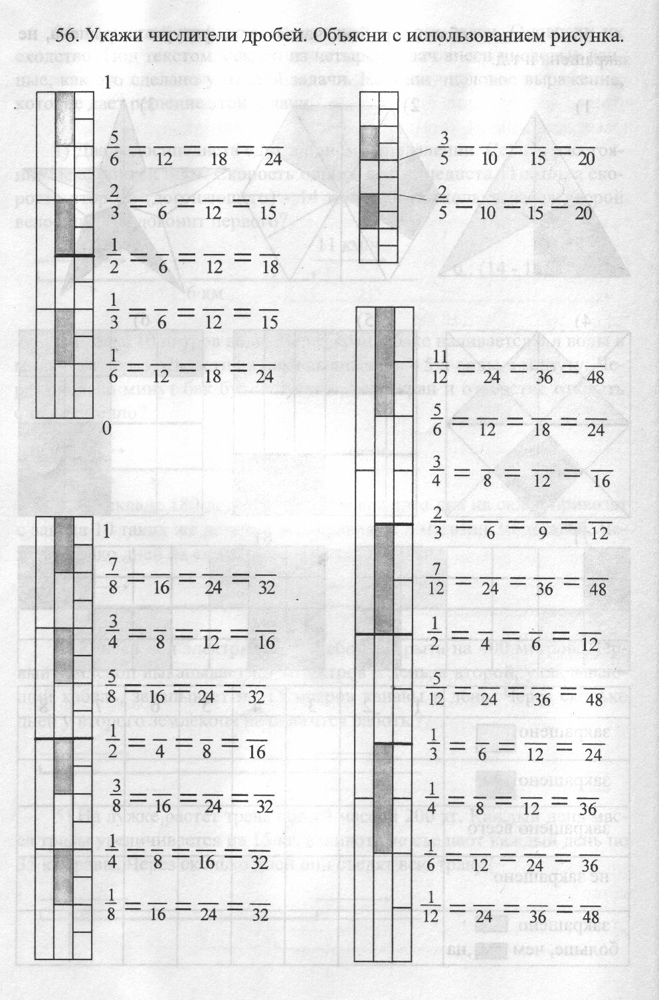 56. Укажи числители дробей. Объясни с использованием рисунка.
1
5/6 = /12 = /18 = /24
2/3 = /6 = /12 = /15
1/2 = /6 = /12 = /18
1/3 = /6 = /12 = /15
1/6 = /12 = /18 = /24
0
3/5 = /10 = /15 = /20
2/5 = /10 = /15 = /20
1
7/8 = /16 = /24 = /32
3/4 = /8 = /12 = /16
5/8 = /16 = /24 = /32
1/2 = /4 = /8 = /16
3/8 = /16 = /24 = /32
1/4 = /8 = /16 = /32
1/8 = /16 = /24 = /32
11/12 = /24 = /36 = /48
5/6 = /12 = /18 = /24
3/4 = /8 = /12 = /16
2/3 = /6 = /9 = /12
7/12 = /24 = /36 = /48
1/2 = /4 = /6 = /12
5/12 = /24 = /36 = /48
1/3 = /6 = /12 = /24
1/4 = /8 = /12 = /36
1/6 = /12 = /24 = /36
1/12 = /24 = /36 = /48